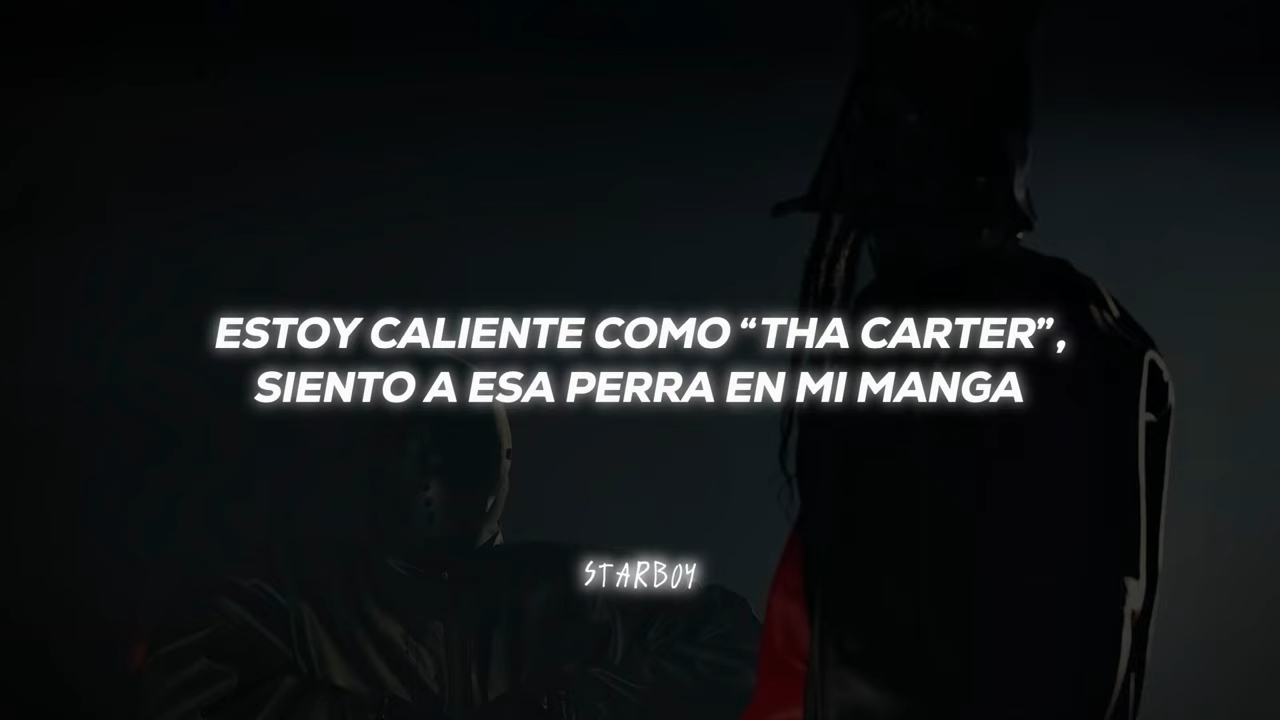 ESTOY CALIENTE COMO “THA CARTER”,
SIENTO A ESA PERRA EN MI MANGA
STARBOY